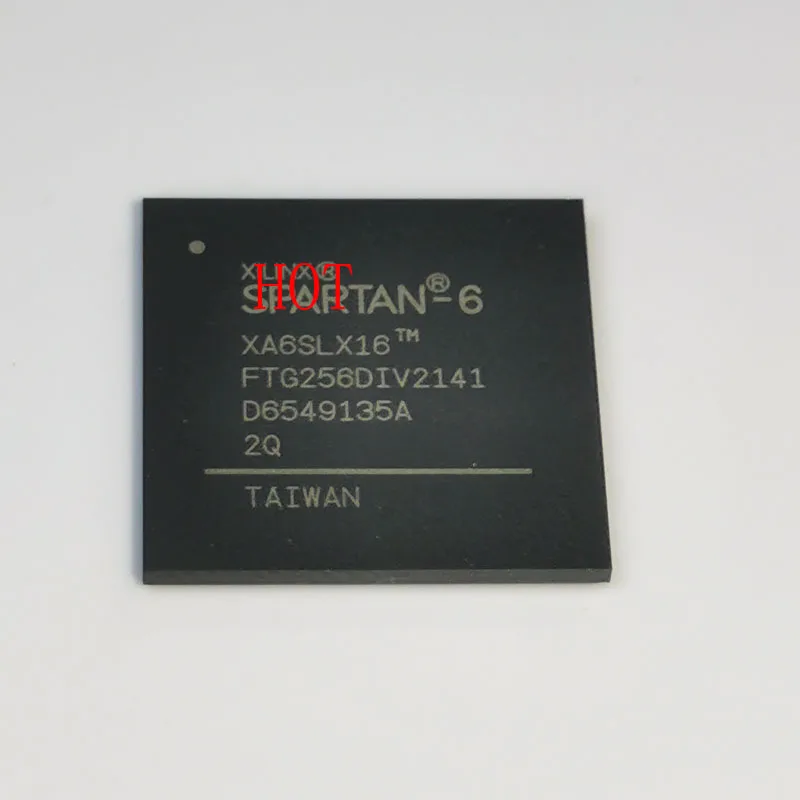 XILINX®
HOT
SPARTAN®-6
XA6SLX16™
FTG256DIV2141
D6549135A
2Q
TAIWAN